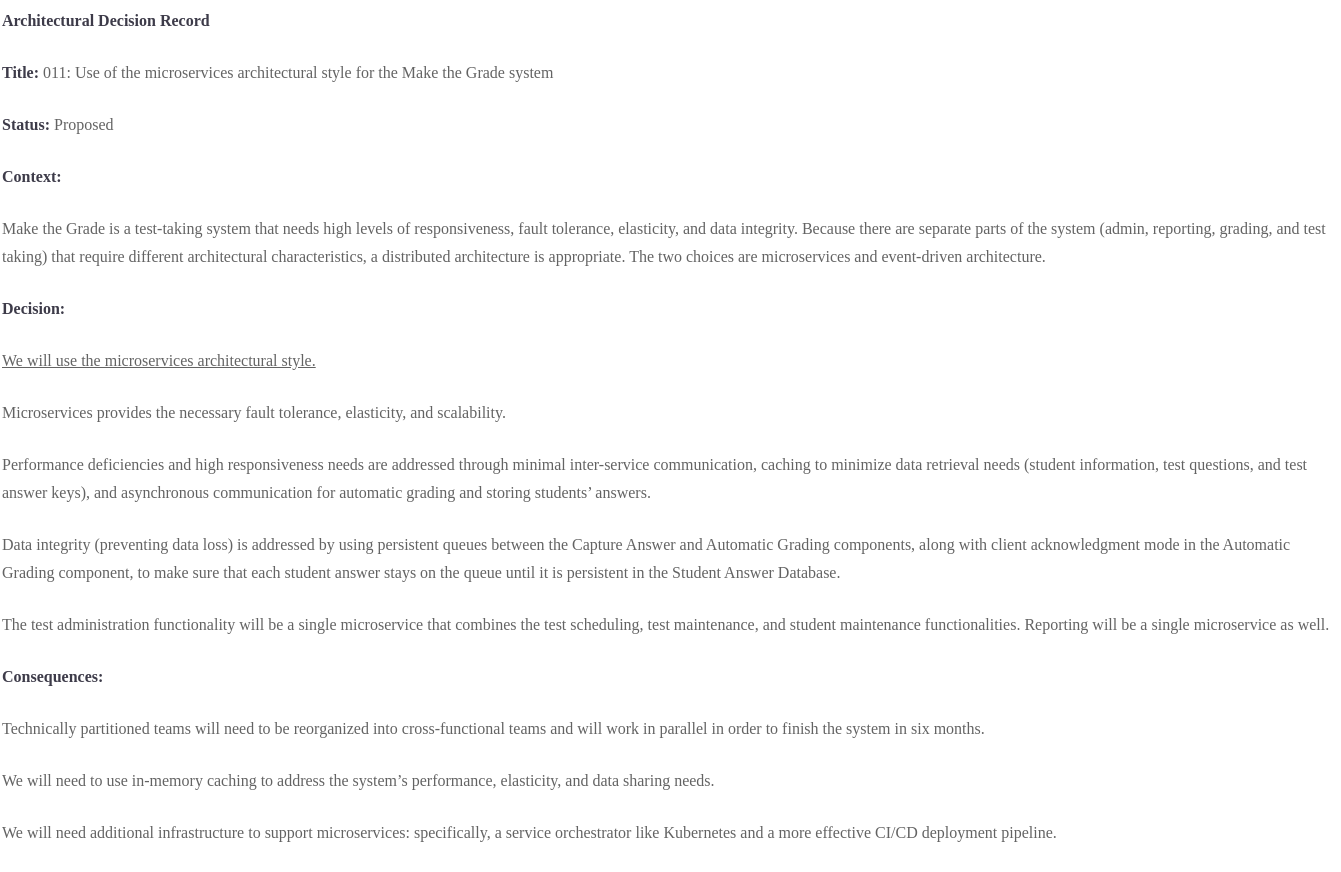 Architectural Decision Record
Title: 011: Use of the microservices architectural style for the Make the Grade system
Status: Proposed
Context:
Make the Grade is a test-taking system that needs high levels of responsiveness, fault tolerance, elasticity, and data integrity. Because there are separate parts of the system (admin, reporting, grading, and test
taking) that require different architectural characteristics, a distributed architecture is appropriate. The two choices are microservices and event-driven architecture.
Decision:
We will use the microservices architectural style.
Microservices provides the necessary fault tolerance, elasticity, and scalability.
Performance deficiencies and high responsiveness needs are addressed through minimal inter-service communication, caching to minimize data retrieval needs (student information, test questions, and test
answer keys), and asynchronous communication for automatic grading and storing students’ answers.
Data integrity (preventing data loss) is addressed by using persistent queues between the Capture Answer and Automatic Grading components, along with client acknowledgment mode in the Automatic
Grading component, to make sure that each student answer stays on the queue until it is persistent in the Student Answer Database.
The test administration functionality will be a single microservice that combines the test scheduling, test maintenance, and student maintenance functionalities. Reporting will be a single microservice as well.
Consequences:
Technically partitioned teams will need to be reorganized into cross-functional teams and will work in parallel in order to finish the system in six months.
We will need to use in-memory caching to address the system’s performance, elasticity, and data sharing needs.
We will need additional infrastructure to support microservices: specifically, a service orchestrator like Kubernetes and a more effective CI/CD deployment pipeline.